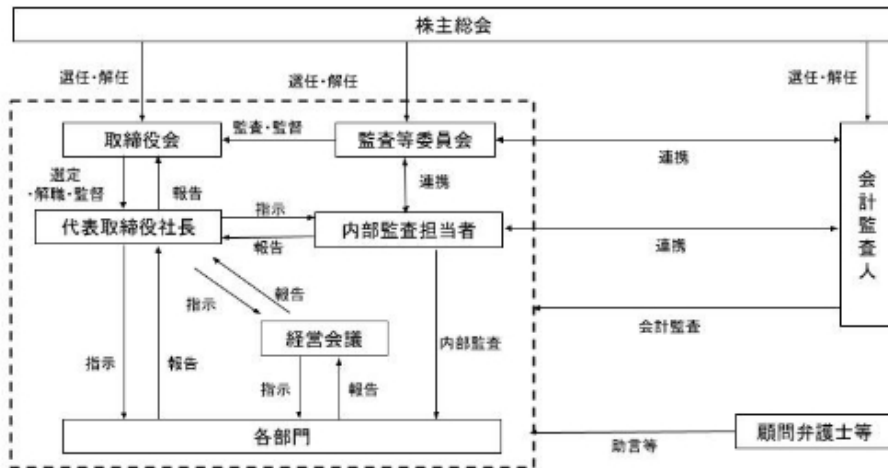 株主総会
選任・解任
選任・解任
選任・解任
取締役会
監査・監督
監査等委員会
連携
選定
・解職・監督
報告
連携
会計監査人
代表取締役社長
指示
報告
内部監査担当者
連携
指示
報告
会計監査
経営会議
内部監査
指示
報告
指示
報告
各部門
助言等
顧問弁護士等